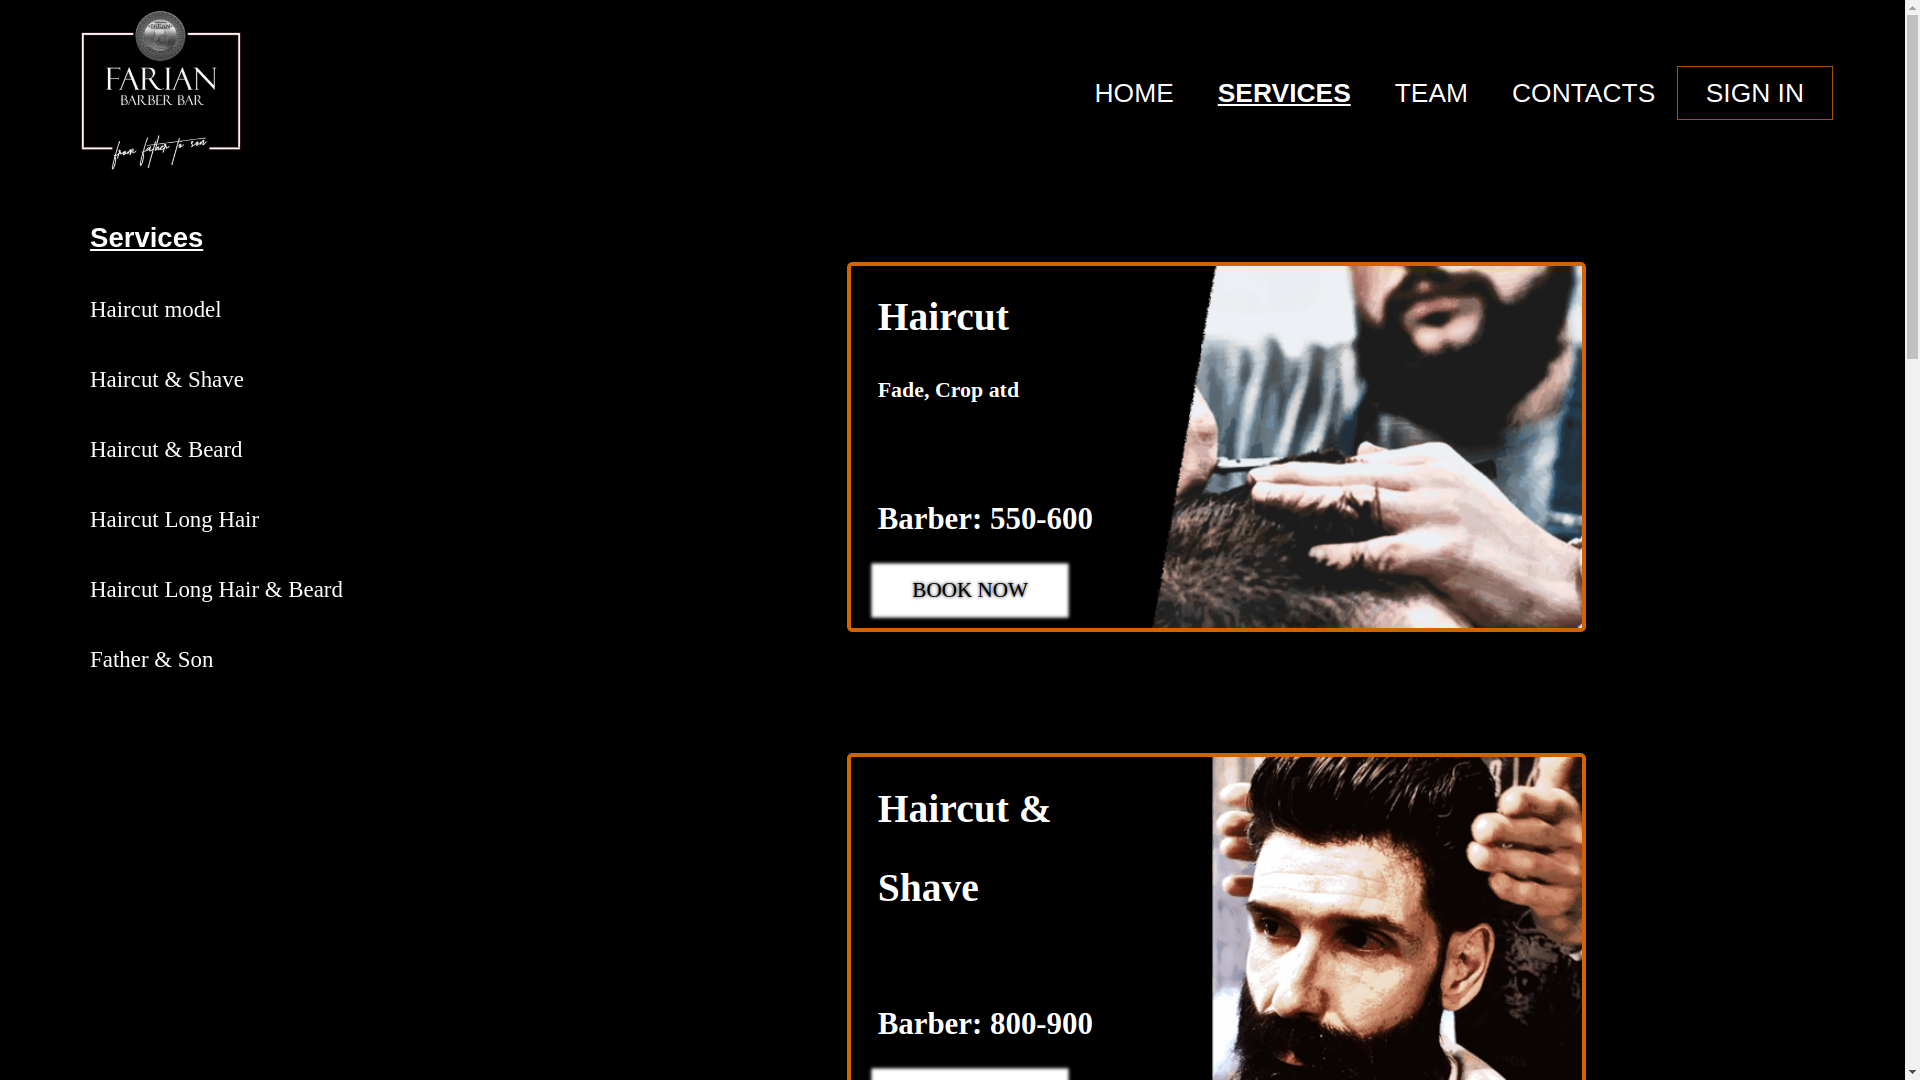 FARIAN
BARBER BAR
from father to son
HOME
SERVICES
TEAM
CONTACTS
SIGN IN
Services
Haircut model
Haircut & Shave
Haircut & Beard
Haircut Long Hair
Haircut Long Hair & Beard
Father & Son
Haircut
Fade, Crop atd
Barber: 550-600
BOOK NOW
Haircut &
Shave
Barber: 800-900